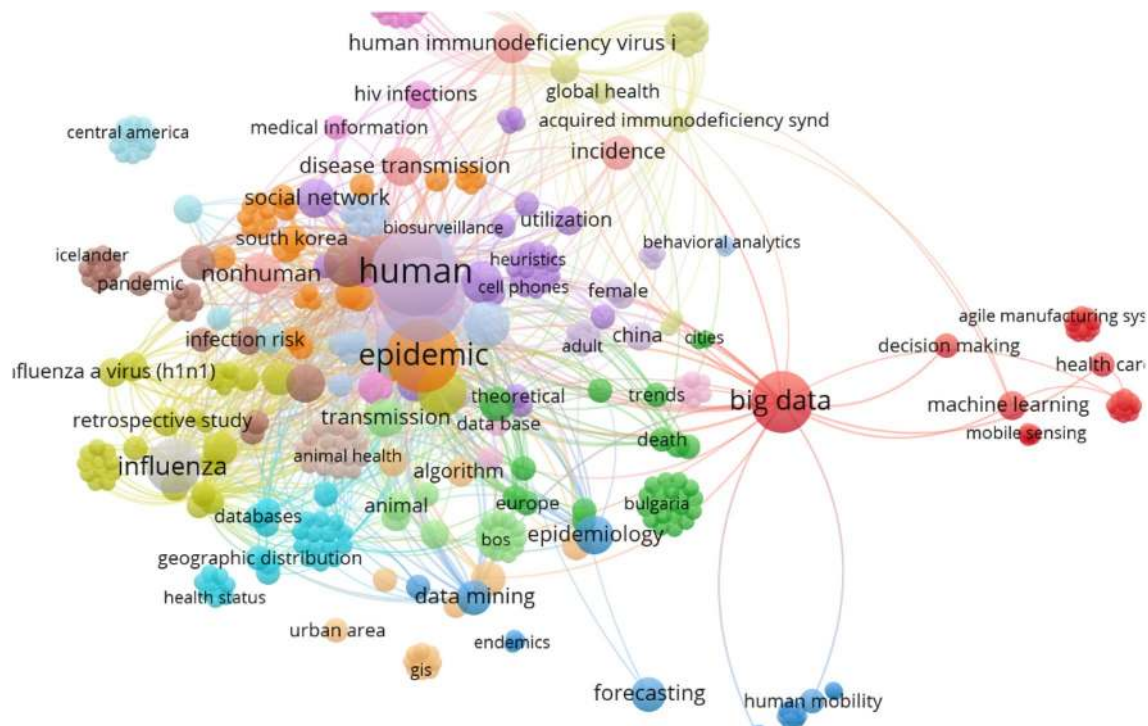 human immunodeficiency virus i
hiv infections
global health
central america
medical information
acquired immunodeficiency synd
disease transmission
incidence
social network
biosurveillance
utilization
south korea
behavioral analytics
icelander
nonhuman
human
heuristics
pandemic
cell phones
female
infection risk
epidemic
adult
china
cities
agile manufacturing sys
decision making
health care
nfluenza a virus (h1n1)
theoretical
trends
big data
machine learning
retrospective study
transmission
data base
death
mobile sensing
influenza
animal health
algorithm
databases
animal
europe
bulgaria
bos
epidemiology
geographic distribution
health status
data mining
urban area
endemics
gis
forecasting
human mobility